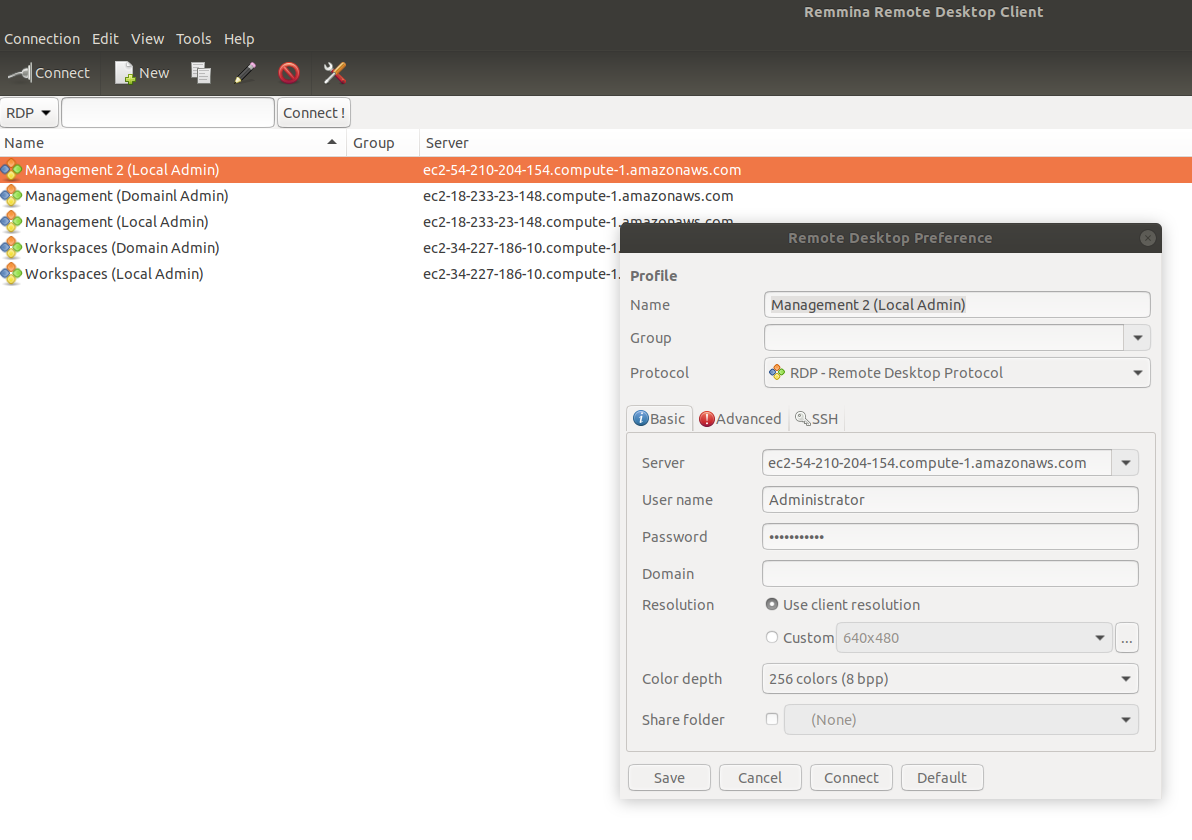 Remmina Remote Desktop Client
Connection Edit View Tools Help
Connect New
RDP Connect !
Name Group Server
Management 2 (Local Admin) ec2-54-210-204-154.compute-1.amazonaws.com
Management (Domainl Admin) ec2-18-233-23-148.compute-1.amazonaws.com
Management (Local Admin) ec2-18-233-23-148.compute-1.amazonaws.com
Workspaces (Domain Admin) ec2-34-227-186-10.compute-1.
Workspaces (Local Admin) ec2-34-227-186-10.compute-1.
Remote Desktop Preference
Profile
Name Management 2 (Local Admin)
Group
Protocol RDP - Remote Desktop Protocol
Basic Advanced SSH
Server ec2-54-210-204-154.compute-1.amazonaws.com
User name Administrator
Password •••••••••••
Domain
Resolution Use client resolution
Custom 640x480 ...
Color depth 256 colors (8 bpp)
Share folder (None)
Save Cancel Connect Default